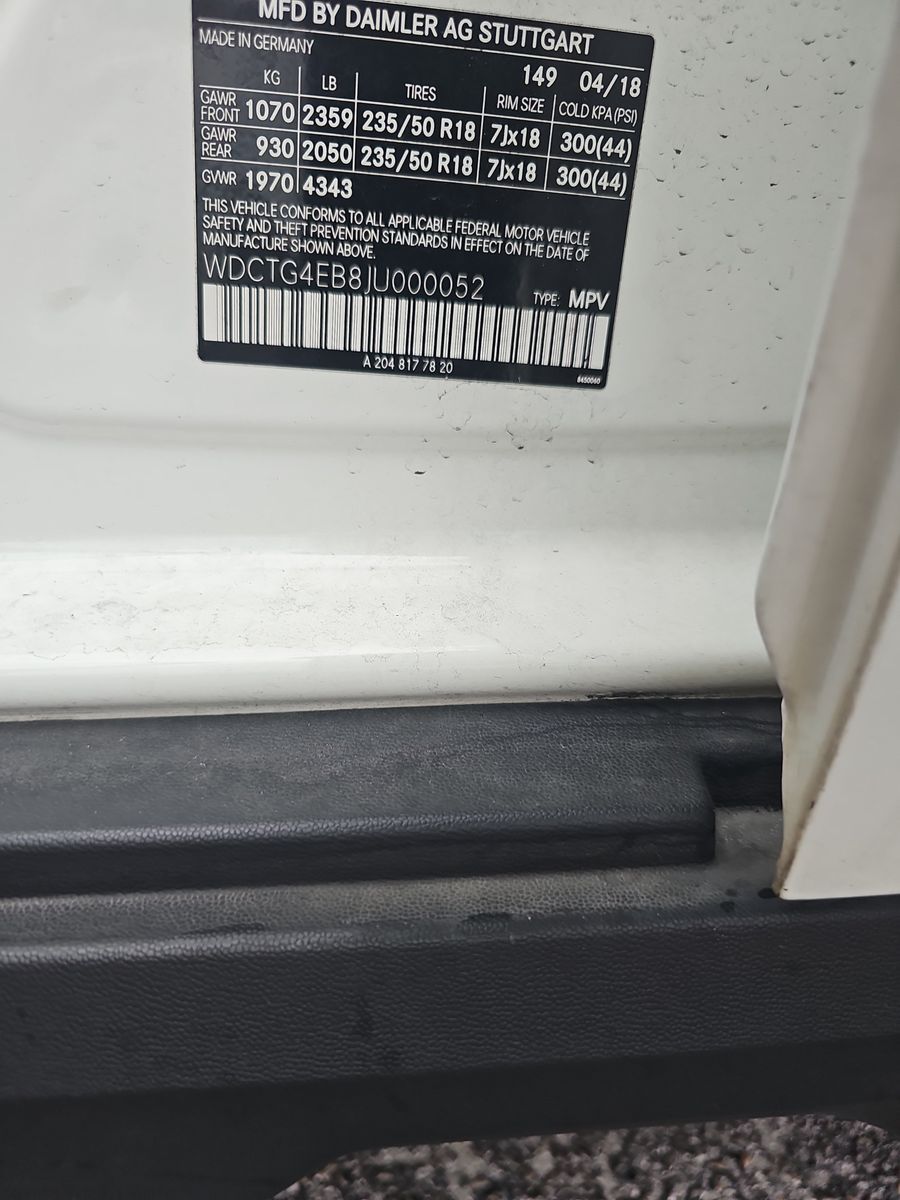 MFD BY DAIMLER AG STUTTGART
MADE IN GERMANY
149 04/18
KG LB TIRES RIM SIZE COLD KPA (PSI)
GAWR FRONT 1070 2359 235/50 R18 7Jx18 300(44)
GAWR REAR 930 2050 235/50 R18 7Jx18 300(44)
GVWR 1970 4343
THIS VEHICLE CONFORMS TO ALL APPLICABLE FEDERAL MOTOR VEHICLE
SAFETY AND THEFT PREVENTION STANDARDS IN EFFECT ON THE DATE OF
MANUFACTURE SHOWN ABOVE.
WDCTG4EB8JU000052
TYPE: MPV
A 204 817 78 20